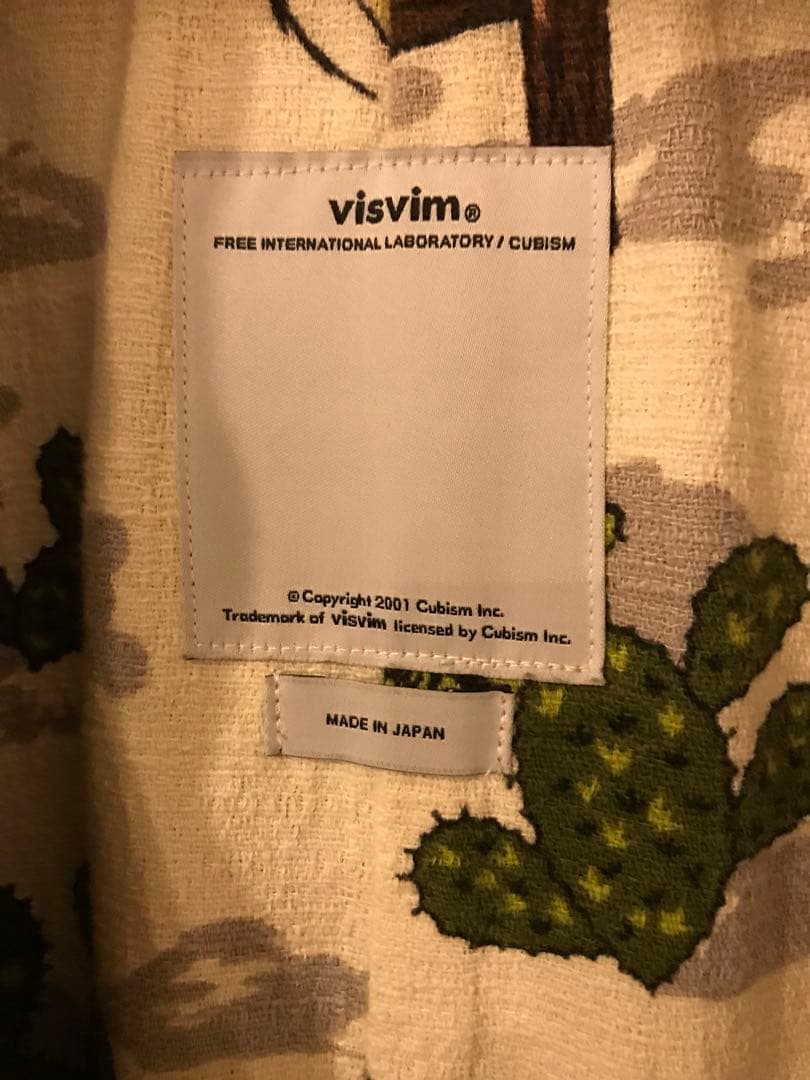 visvim®
FREE INTERNATIONAL LABORATORY / CUBISM
© Copyright 2001 Cubism Inc.
Trademark of visvim licensed by Cubism Inc.
MADE IN JAPAN